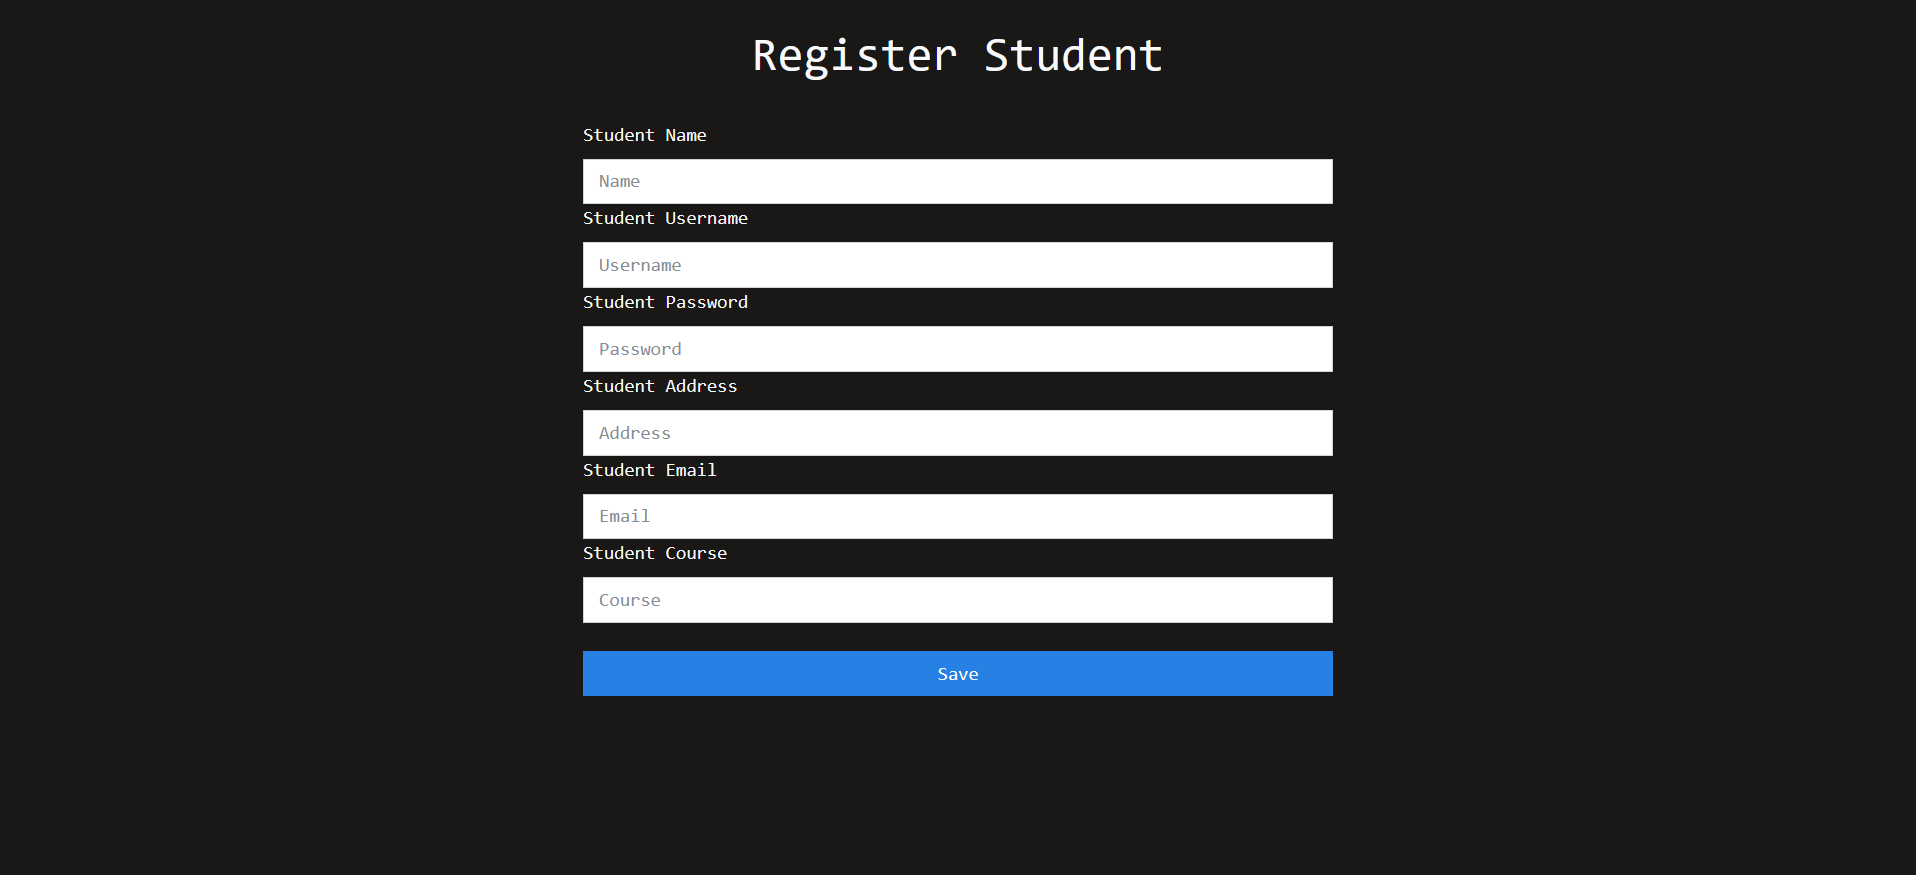 Register Student
Student Name
Name
Student Username
Username
Student Password
Password
Student Address
Address
Student Email
Email
Student Course
Course
Save